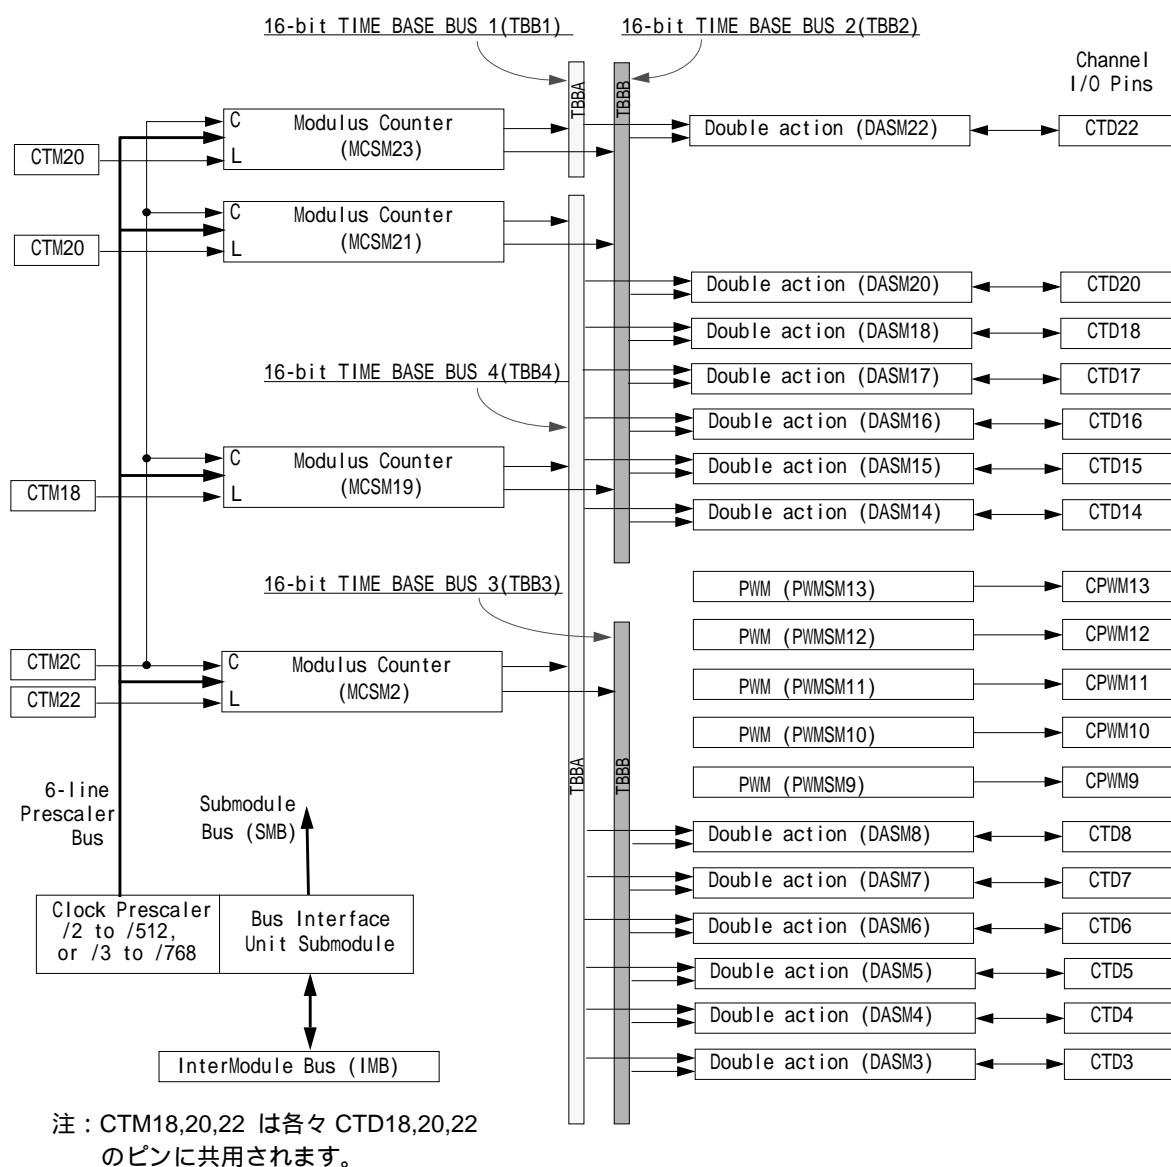 16-bit TIME BASE BUS 1(TBB1)
16-bit TIME BASE BUS 2(TBB2)
Channel
I/O Pins
TBBA
TBBB
CTM20
C
L
Modulus Counter
(MCSM23)
Double action (DASM22)
CTD22
CTM20
C
L
Modulus Counter
(MCSM21)
Double action (DASM20)
CTD20
Double action (DASM18)
CTD18
16-bit TIME BASE BUS 4(TBB4)
Double action (DASM17)
CTD17
Double action (DASM16)
CTD16
CTM18
C
L
Modulus Counter
(MCSM19)
Double action (DASM15)
CTD15
Double action (DASM14)
CTD14
16-bit TIME BASE BUS 3(TBB3)
PWM (PWMSM13)
CPWM13
PWM (PWMSM12)
CPWM12
CTM2C
CTM22
C
L
Modulus Counter
(MCSM2)
PWM (PWMSM11)
CPWM11
PWM (PWMSM10)
CPWM10
TBBA
TBBB
PWM (PWMSM9)
CPWM9
6-line
Prescaler
Bus
Submodule
Bus (SMB)
Double action (DASM8)
CTD8
Double action (DASM7)
CTD7
Clock Prescaler
/2 to /512,
or /3 to /768
Bus Interface
Unit Submodule
Double action (DASM6)
CTD6
Double action (DASM5)
CTD5
Double action (DASM4)
CTD4
InterModule Bus (IMB)
Double action (DASM3)
CTD3
注：CTM18,20,22 は各々 CTD18,20,22
のピンに共用されます。